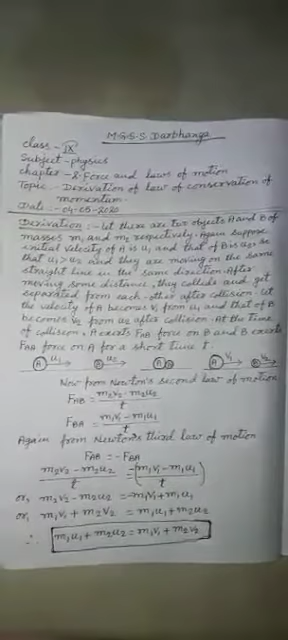 M.G.S.S. Darbhanga
Class - IX
Subject - physics
chapter - 8. Force and laws of motion
Topic - Derivation of law of conservation of
momentum.
Date :- 04-05-2020
Derivation :- Let there are two objects A and B of
masses m₁ and m₂ respectively. Again suppose
initial velocity of A is u₁ and that of B is u₂, so
that u₁ > u₂ and they are moving on the same
straight line in the same direction. After
moving some distance, they collide and get
separated from each other after collision. Let
the velocity of A becomes v₁ from u₁ and that of B
becomes v₂ from u₂ after collision. At the time
of collision, A exerts FAB force on B and B exerts
FBA force on A for a short time t.
A u₁ B u₂ A B A v₁ B v₂
Now from Newton's second law of motion
FAB = m₂v₂ - m₂u₂ / t
FBA = m₁v₁ - m₁u₁ / t
Again from Newton's third law of motion
FAB = - FBA
m₂v₂ - m₂u₂ / t = -(m₁v₁ - m₁u₁ / t)
or, m₂v₂ - m₂u₂ = -m₁v₁ + m₁u₁
or, m₁v₁ + m₂v₂ = m₁u₁ + m₂u₂
∴ m₁u₁ + m₂u₂ = m₁v₁ + m₂v₂